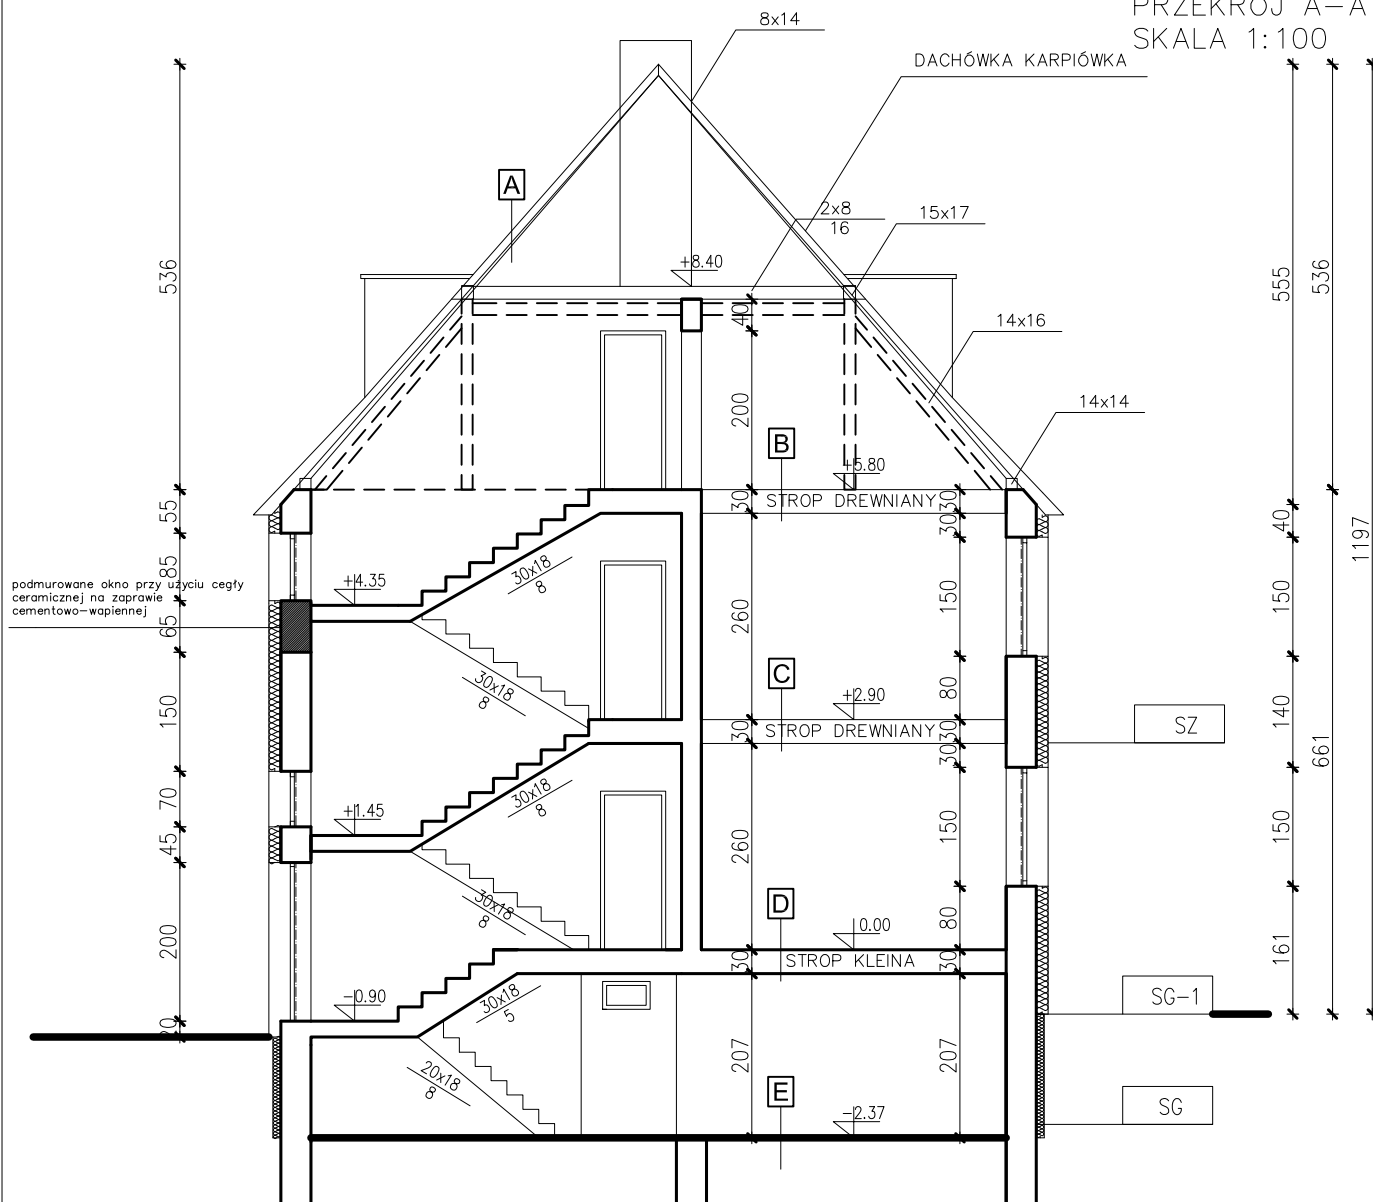 PRZEKRÓJ A-A
SKALA 1:100
8x14
DACHÓWKA KARPIÓWKA
A
2x8
16
15x17
+8.40
536
555
536
40
14x16
200
14x14
B
+5.80
30
STROP DREWNIANY
30
30
55
40
1197
85
+4.35
30x18
8
podmurowane okno przy użyciu cegły
ceramicznej na zaprawie
cementowo-wapiennej
65
260
150
150
C
30x18
8
+2.90
80
150
140
SZ
30
STROP DREWNIANY
30
30
661
70
+1.45
30x18
8
45
260
150
150
D
30x18
8
0.00
80
200
161
30
STROP KLEINA
30
-0.90
30x18
5
SG-1
20
207
207
20x18
8
E
-2.37
SG